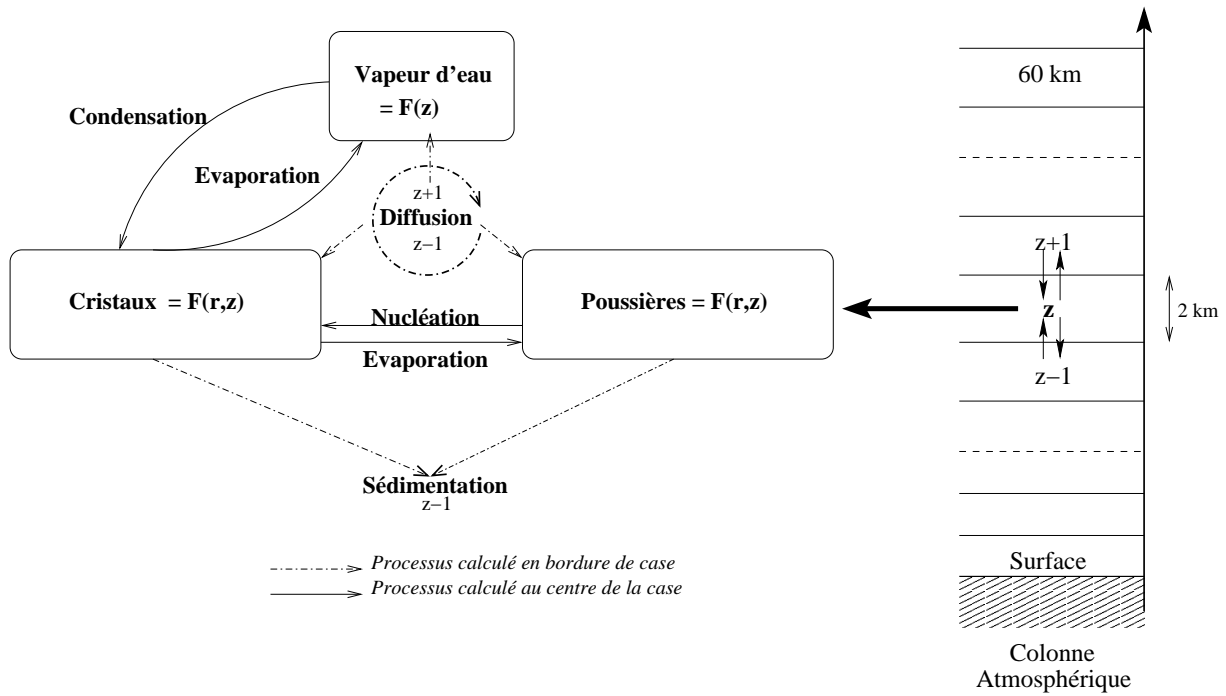 Vapeur d'eau
= F(z)
60 km
Condensation
Evaporation
z+1
Diffusion
z−1
z+1
Cristaux = F(r,z)
Poussières = F(r,z)
z
2 km
Nucléation
Evaporation
z−1
Sédimentation
z−1
Processus calculé en bordure de case
Processus calculé au centre de la case
Surface
Colonne
Atmosphérique